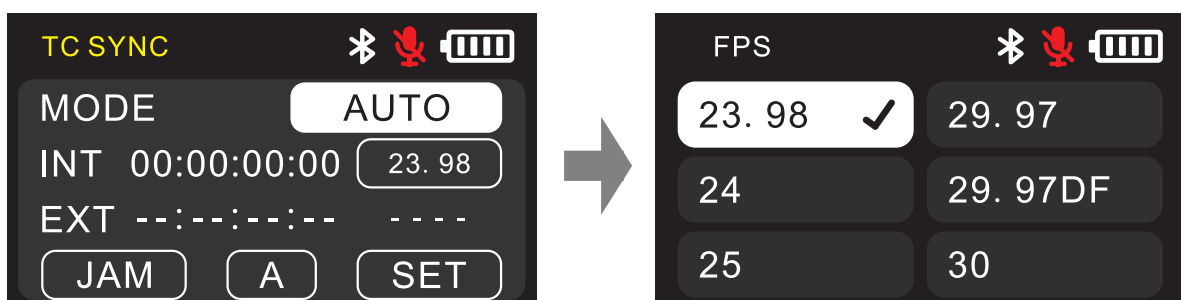 TC SYNC
MODE AUTO
INT 00:00:00:00 23. 98
EXT --:--:--:-- ----
JAM A SET
FPS
23. 98 29. 97
24 29. 97DF
25 30